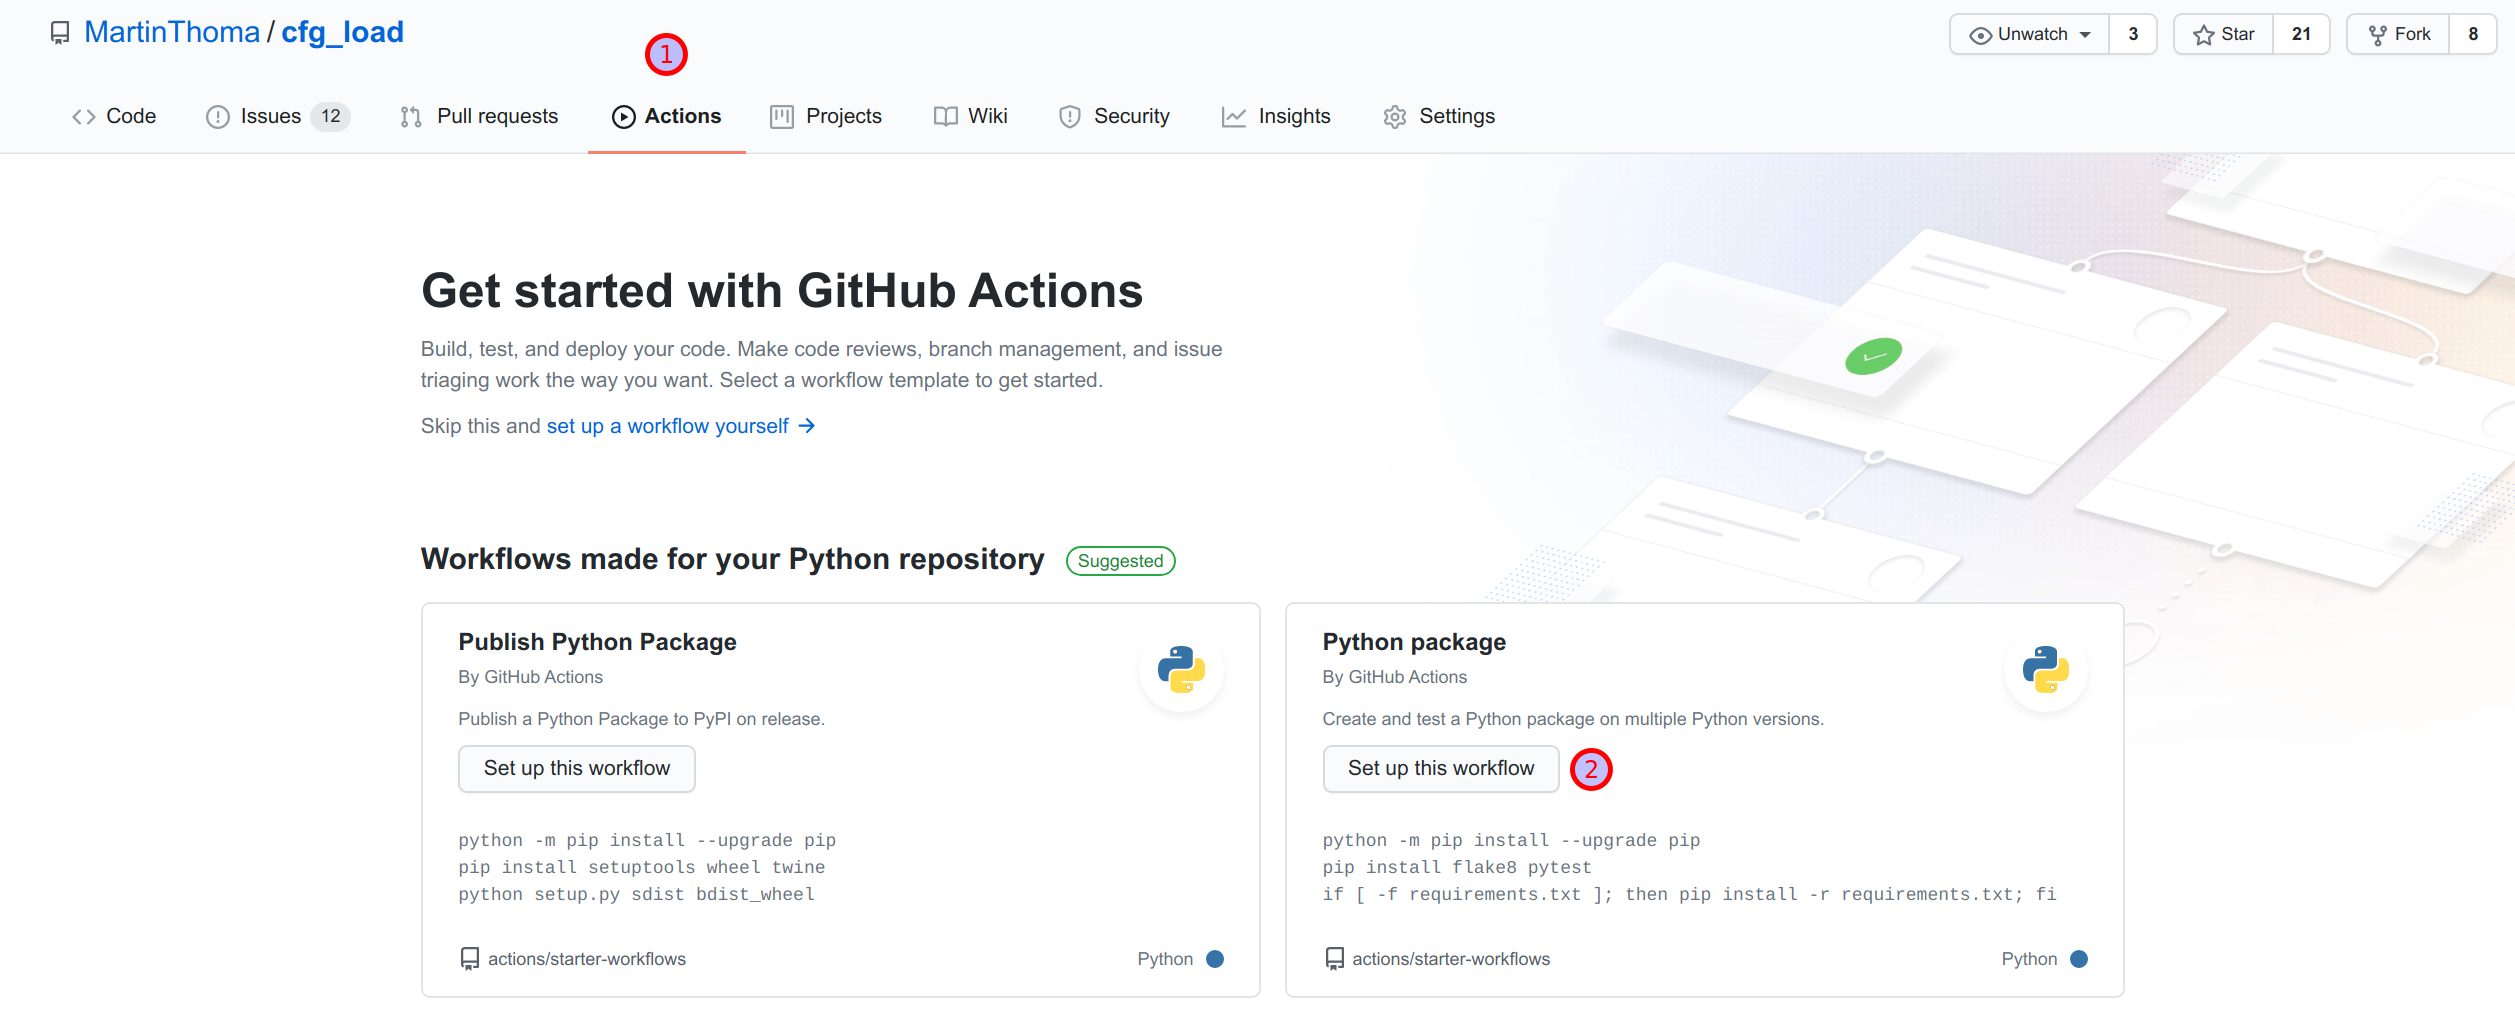 MartinThoma / cfg_load
Unwatch 3 Star 21 Fork 8
1
Code Issues 12 Pull requests Actions Projects Wiki Security Insights Settings
Get started with GitHub Actions
Build, test, and deploy your code. Make code reviews, branch management, and issue
triaging work the way you want. Select a workflow template to get started.
Skip this and set up a workflow yourself →
Workflows made for your Python repository Suggested
Publish Python Package
By GitHub Actions
Publish a Python Package to PyPI on release.
Set up this workflow
python -m pip install --upgrade pip
pip install setuptools wheel twine
python setup.py sdist bdist_wheel
actions/starter-workflows Python
Python package
By GitHub Actions
Create and test a Python package on multiple Python versions.
Set up this workflow 2
python -m pip install --upgrade pip
pip install flake8 pytest
if [ -f requirements.txt ]; then pip install -r requirements.txt; fi
actions/starter-workflows Python